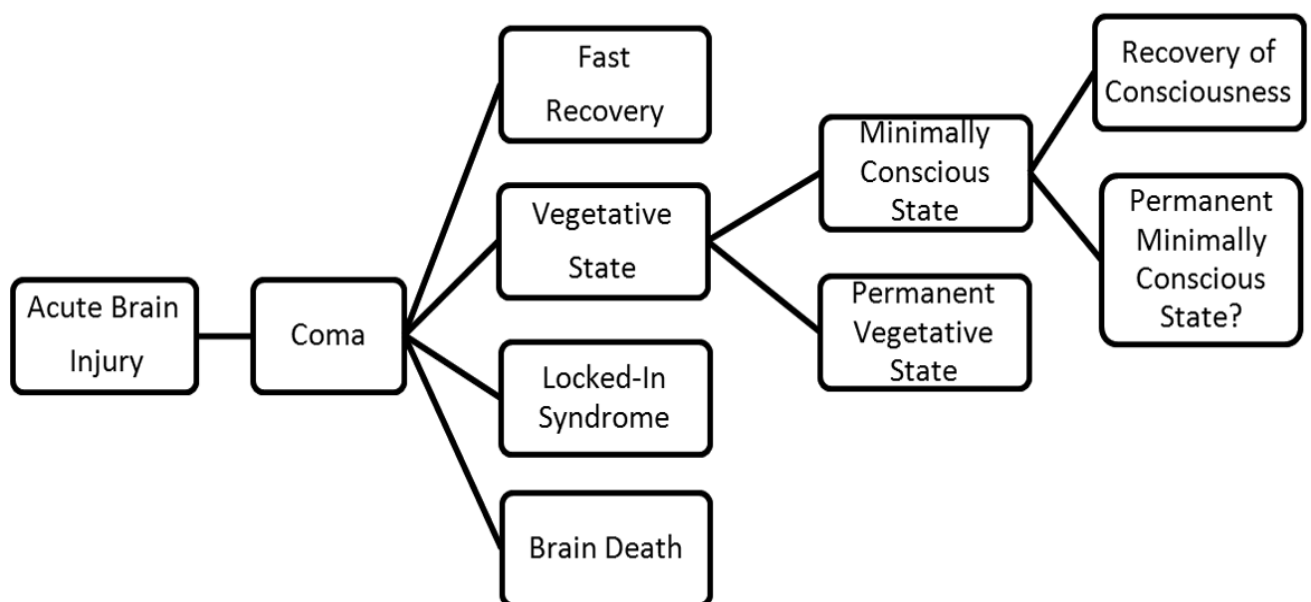 Acute Brain
Injury
Coma
Fast
Recovery
Vegetative
State
Locked-In
Syndrome
Brain Death
Minimally
Conscious
State
Permanent
Vegetative
State
Recovery of
Consciousness
Permanent
Minimally
Conscious
State?